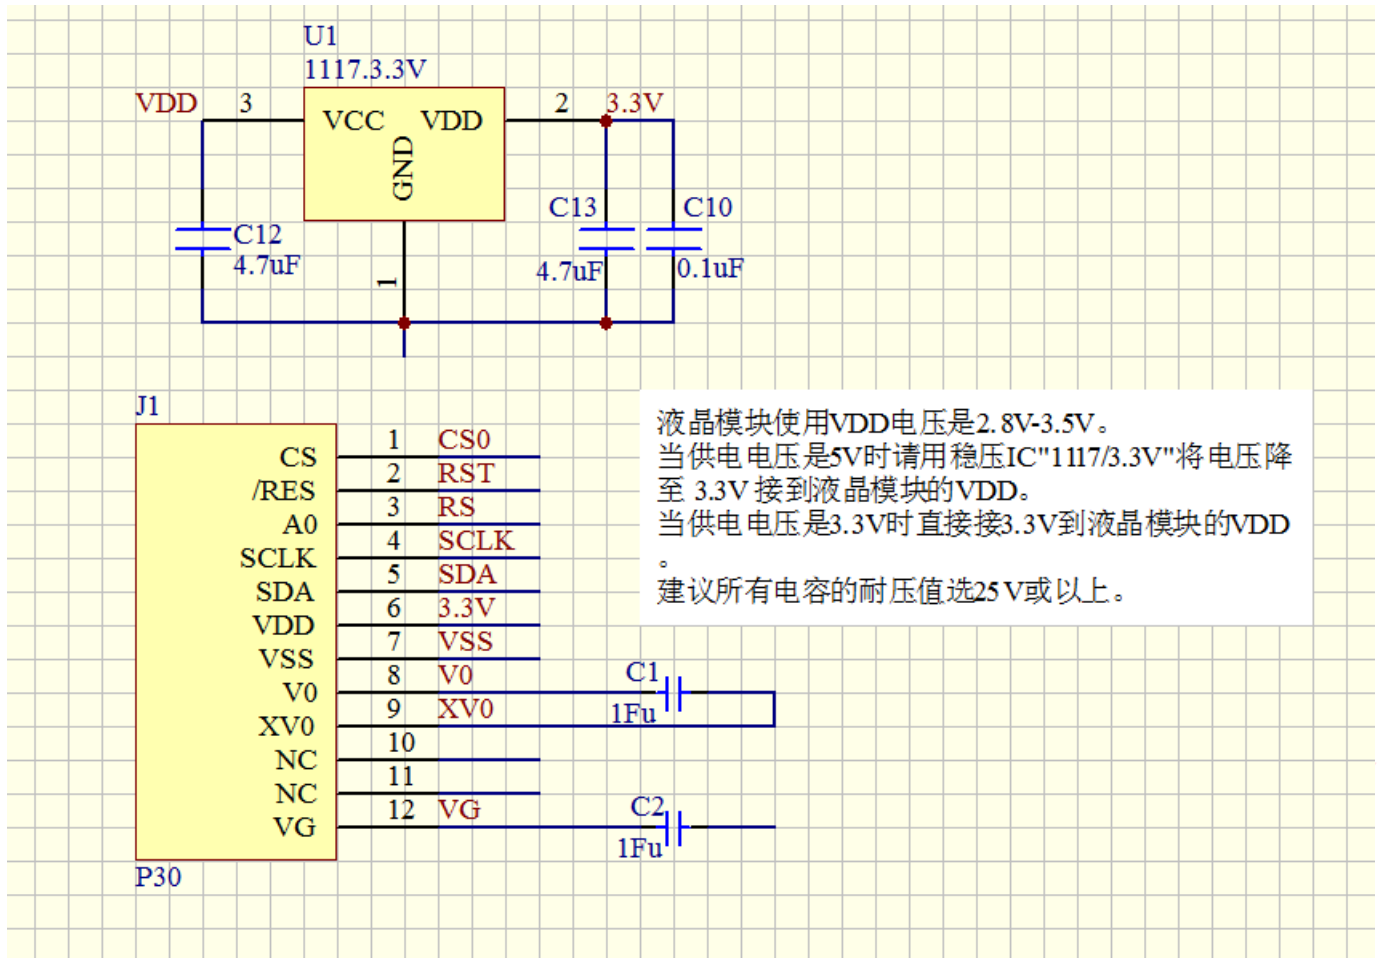 U1
1117.3.3V
VDD 3 VCC VDD 2 3.3V
GND
C13 C10
C12
4.7uF 4.7uF 0.1uF
1
J1
液晶模块使用VDD电压是2.8V-3.5V。
当供电电压是5V时请用稳压IC"1117/3.3V"将电压降
至 3.3V 接到液晶模块的VDD。
当供电电压是3.3V时直接接3.3V到液晶模块的VDD
。
建议所有电容的耐压值选25V或以上。
CS 1 CS0
/RES 2 RST
A0 3 RS
SCLK 4 SCLK
SDA 5 SDA
VDD 6 3.3V
VSS 7 VSS
V0 8 V0 C1
XV0 9 XV0 1Fu
NC 10
NC 11
VG 12 VG C2
1Fu
P30